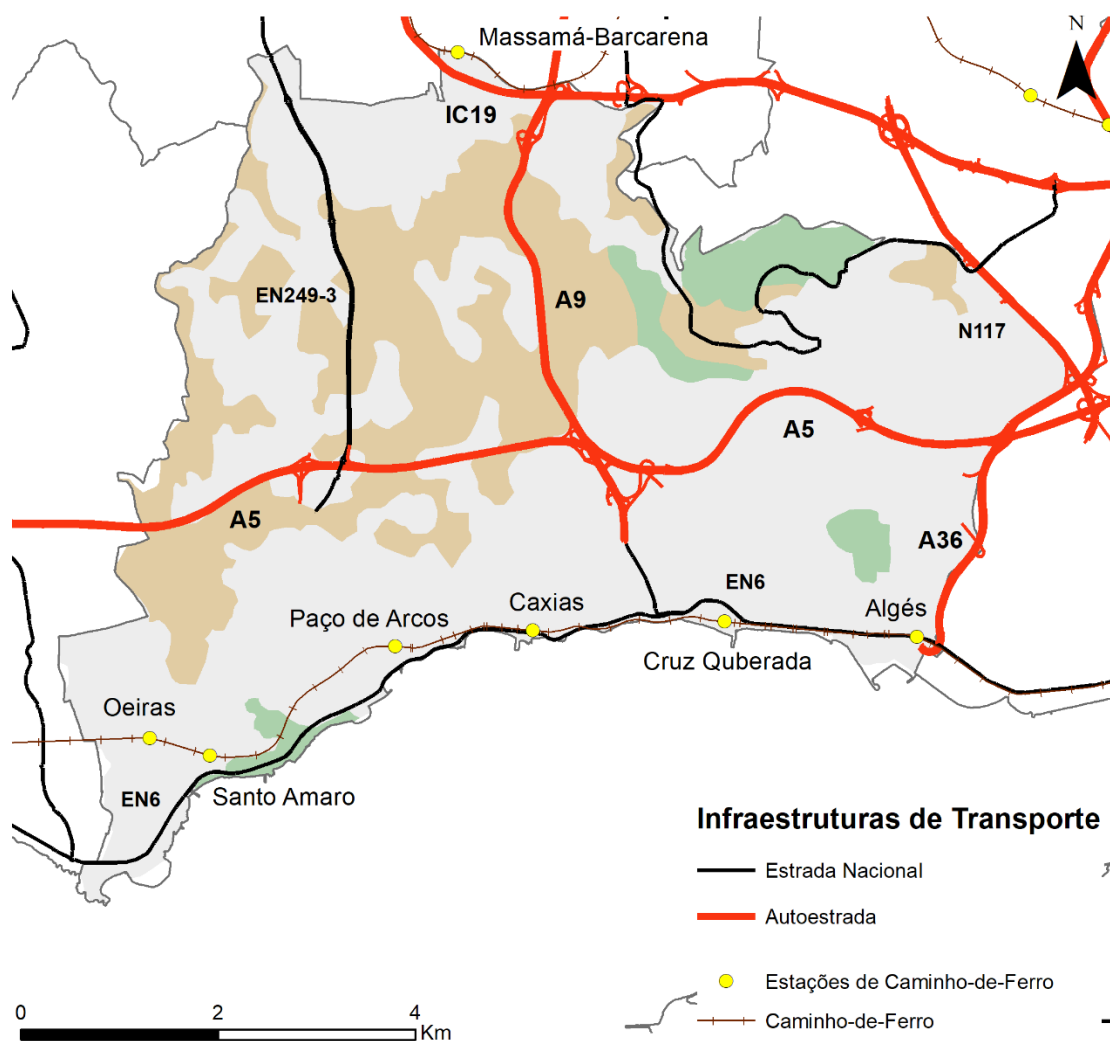 N
Massamá-Barcarena
IC19
EN249-3
A9
N117
A5
A5
A36
EN6
Paço de Arcos
Caxias
Algés
Cruz Quberada
Oeiras
EN6
Santo Amaro
Infraestruturas de Transporte
Estrada Nacional
Autoestrada
Estações de Caminho-de-Ferro
Caminho-de-Ferro
0 2 4
Km